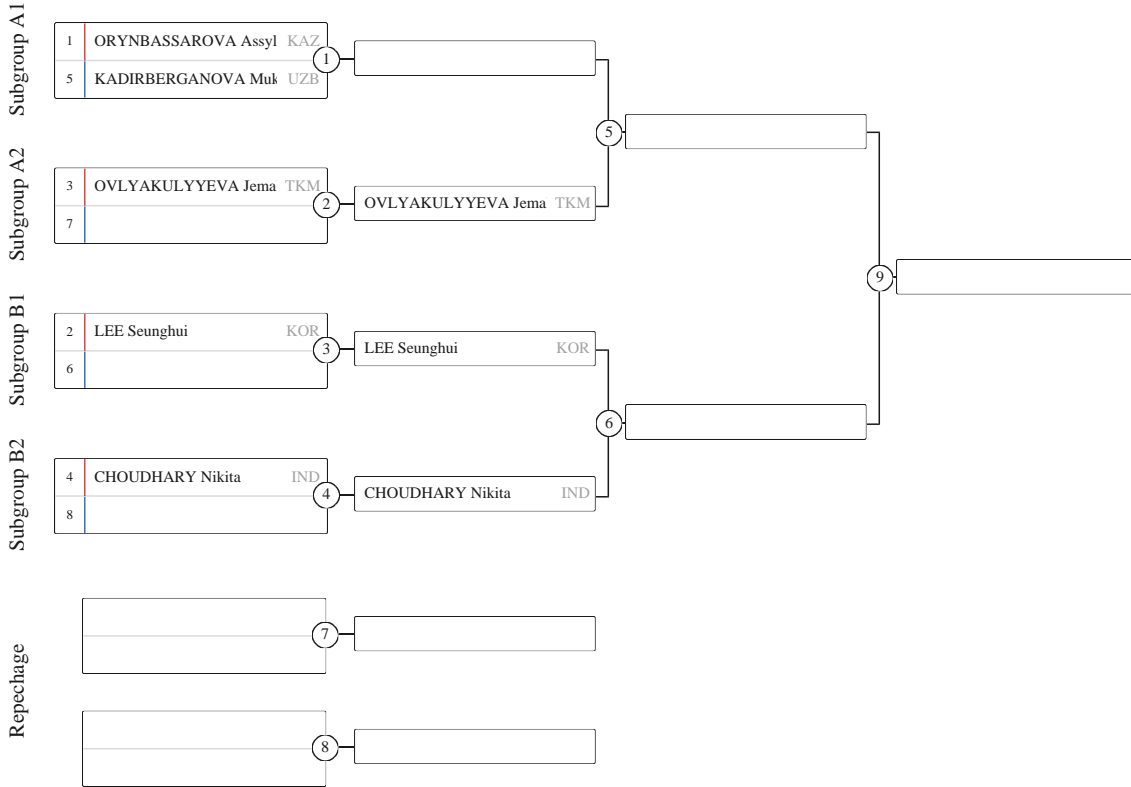 Subgroup A1
1 ORYNBASSAROVA Assyl KAZ
5 KADIRBERGANOVA Muk UZB
1
5
Subgroup A2
3 OVLYAKULYYEVA Jema TKM
7
2
OVLYAKULYYEVA Jema TKM
9
Subgroup B1
2 LEE Seunghui KOR
6
3
LEE Seunghui KOR
6
Subgroup B2
4 CHOUDHARY Nikita IND
8
4
CHOUDHARY Nikita IND
Repechage
7
8